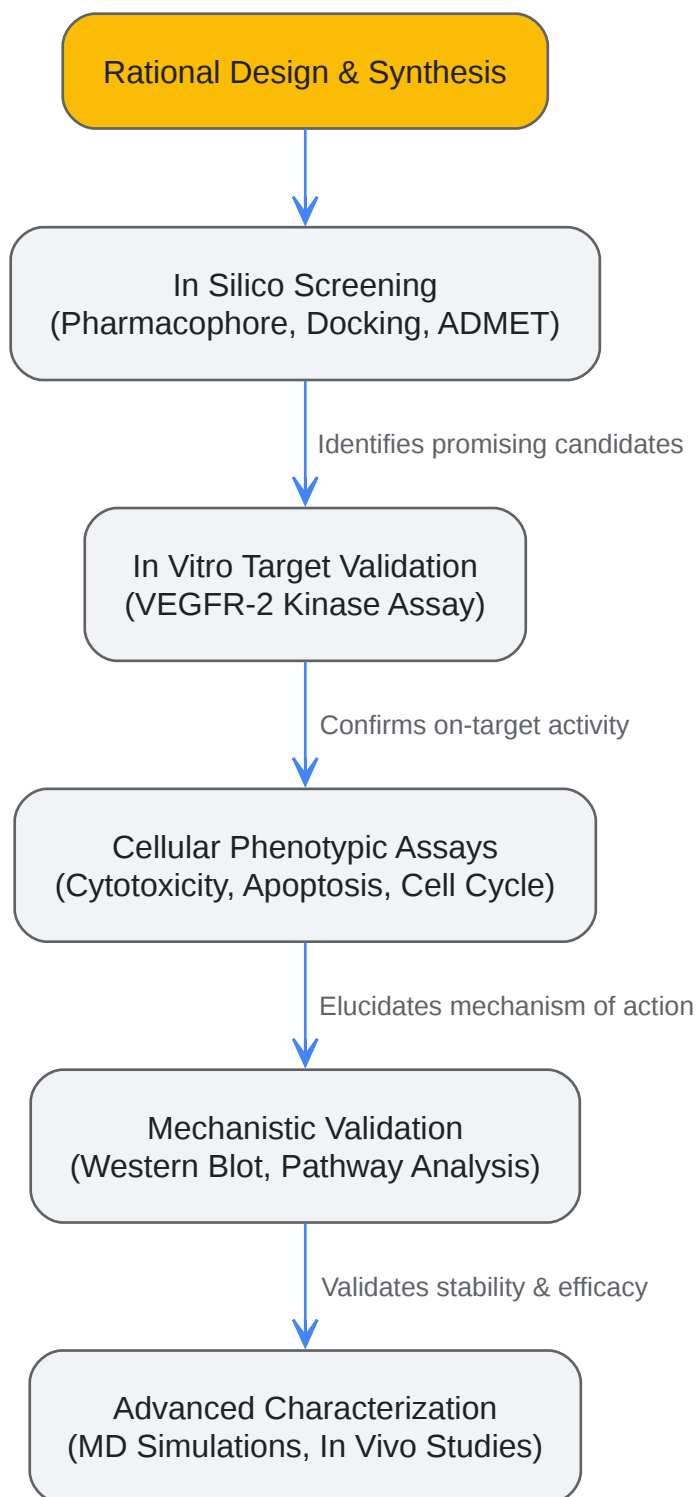 Rational Design & Synthesis
In Silico Screening
(Pharmacophore, Docking, ADMET)
Identifies promising candidates
In Vitro Target Validation
(VEGFR-2 Kinase Assay)
Confirms on-target activity
Cellular Phenotypic Assays
(Cytotoxicity, Apoptosis, Cell Cycle)
Elucidates mechanism of action
Mechanistic Validation
(Western Blot, Pathway Analysis)
Validates stability & efficacy
Advanced Characterization
(MD Simulations, In Vivo Studies)